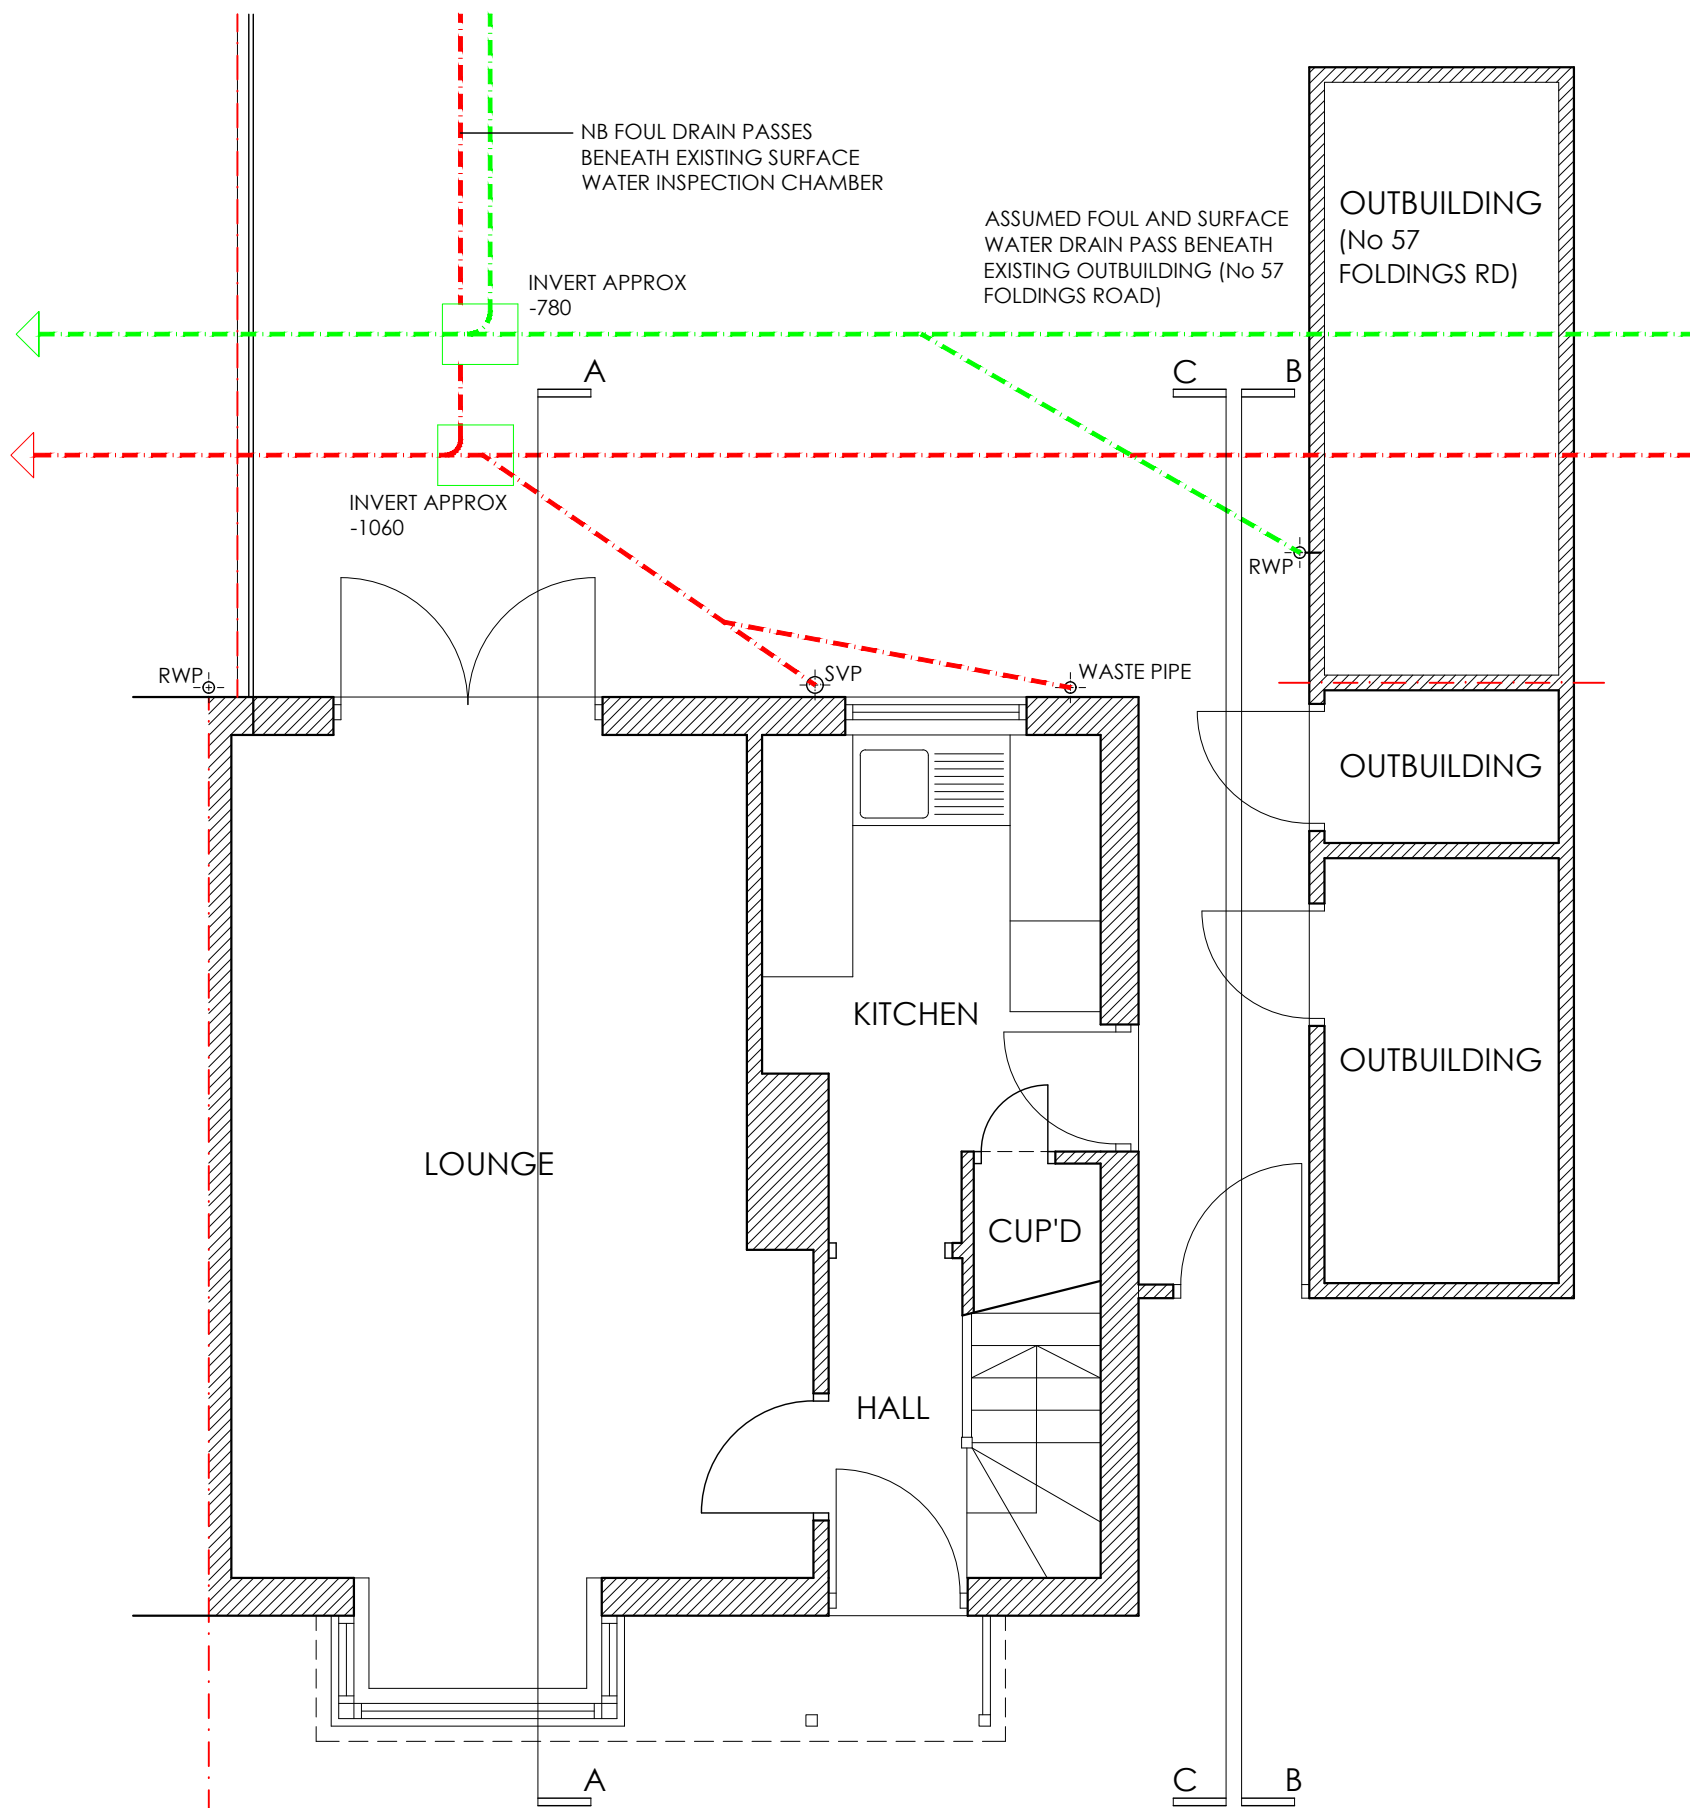 NB FOUL DRAIN PASSES
BENEATH EXISTING SURFACE
WATER INSPECTION CHAMBER
OUTBUILDING
(No 57
FOLDINGS RD)
ASSUMED FOUL AND SURFACE
WATER DRAIN PASS BENEATH
EXISTING OUTBUILDING (No 57
FOLDINGS ROAD)
INVERT APPROX
-780
A
C
B
INVERT APPROX
-1060
RWP
RWP
SVP
WASTE PIPE
OUTBUILDING
KITCHEN
OUTBUILDING
LOUNGE
CUP'D
HALL
A
C
B